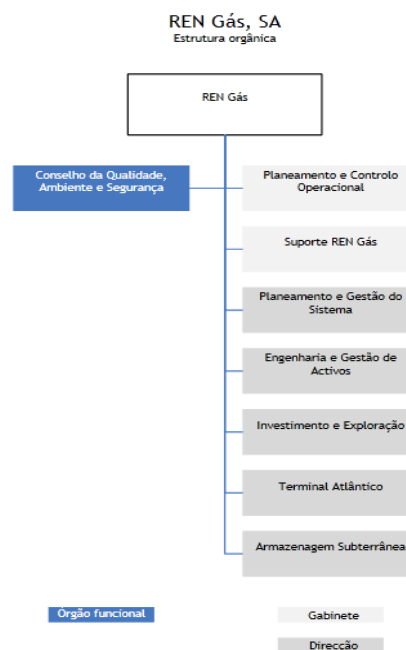 REN Gás, SA
Estrutura orgânica
REN Gás
Conselho da Qualidade,
Ambiente e Segurança
Planeamento e Controlo
Operacional
Suporte REN Gás
Planeamento e Gestão do
Sistema
Engenharia e Gestão de
Activos
Investimento e Exploração
Terminal Atlântico
Armazenagem Subterrânea
Órgão funcional
Gabinete
Direcção